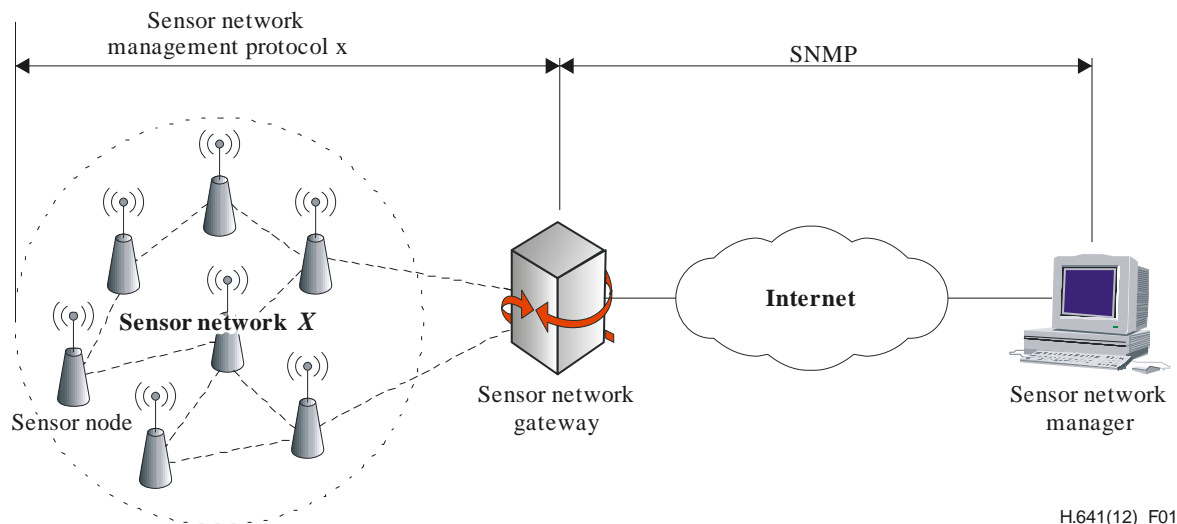 Sensor network
management protocol x
SNMP
Sensor network X
Internet
Sensor node
Sensor network
gateway
Sensor network
manager
H.641(12)_F01